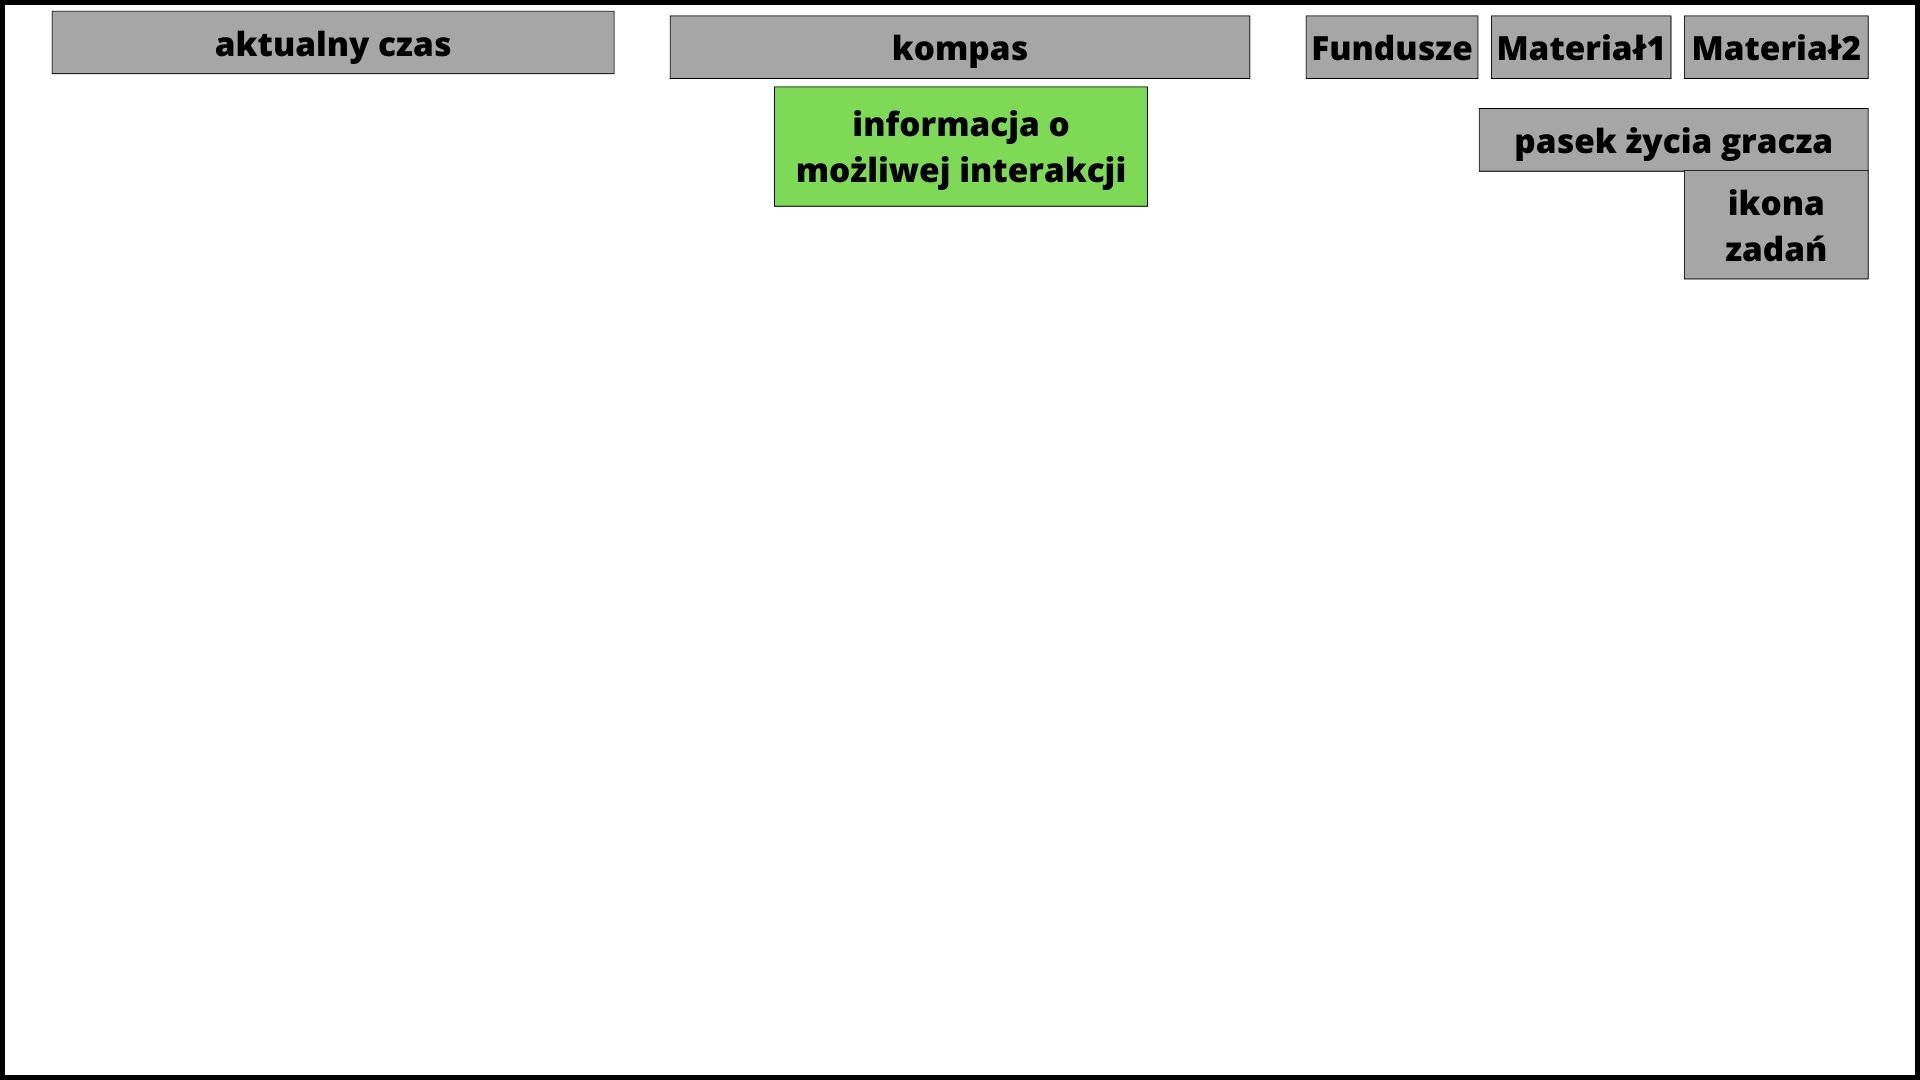 aktualny czas
kompas
Fundusze
Materiał1
Materiał2
informacja o
możliwej interakcji
pasek życia gracza
ikona
zadań